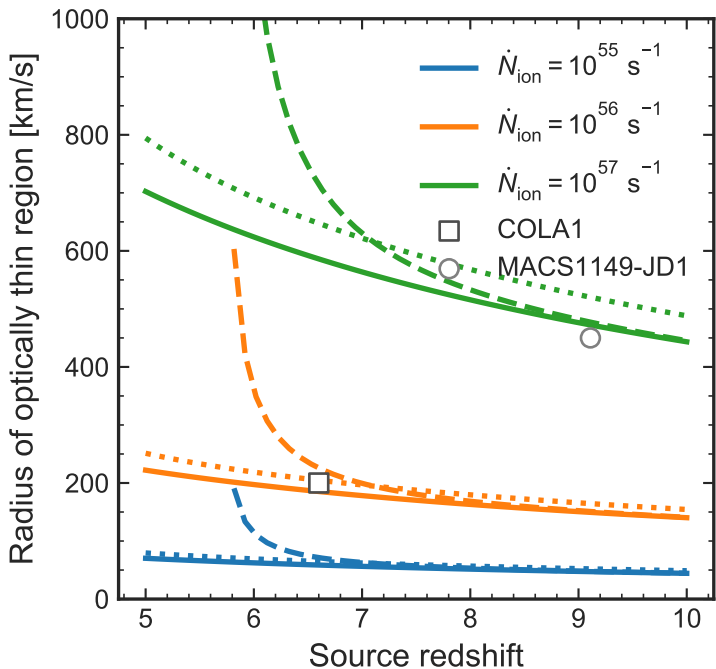 1000
800
600
400
200
0
Radius of optically thin region [km/s]
Ṅion = 10^55 s^−1
Ṅion = 10^56 s^−1
Ṅion = 10^57 s^−1
COLA1
MACS1149-JD1
5 6 7 8 9 10
Source redshift